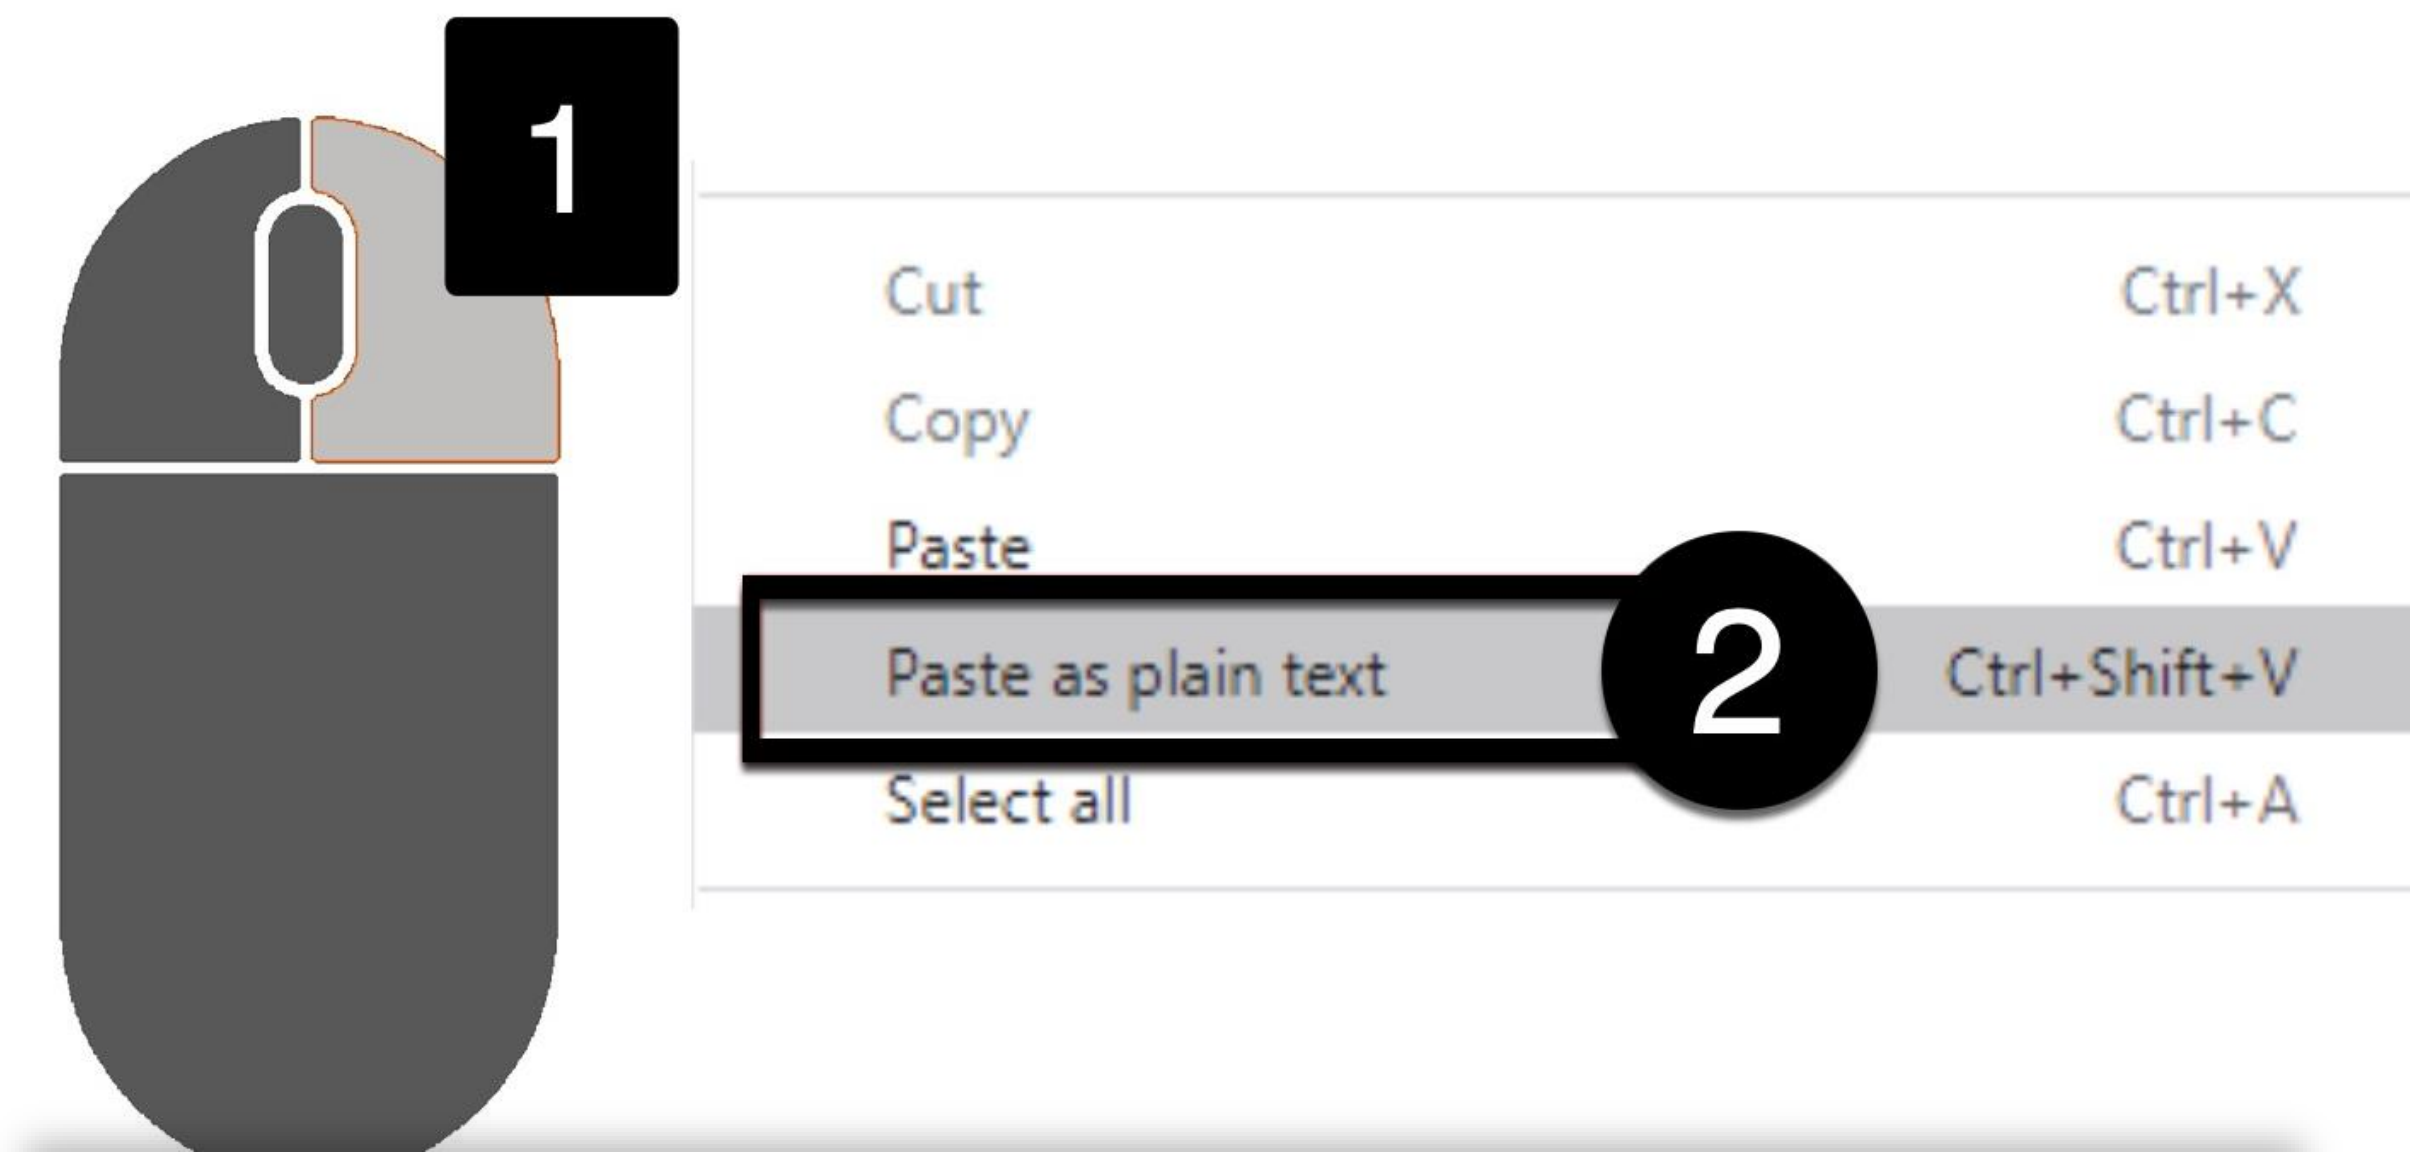 1
Cut Ctrl+X
Copy Ctrl+C
Paste Ctrl+V
Paste as plain text 2 Ctrl+Shift+V
Select all Ctrl+A